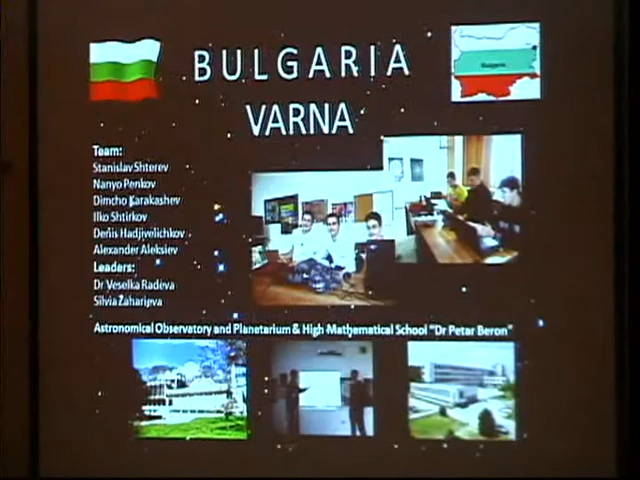 BULGARIA
VARNA
Bulgaria
Team:
Stanislav Shterev
Nanyo Penkov
Dimcho Karakashev
Ilko Shtirkov
Denis Hadjivelichkov
Alexander Aleksiev
Leaders:
Dr Veselka Radeva
Silvia Zaharieva
Astronomical Observatory and Planetarium & High Mathematical School "Dr Petar Beron"